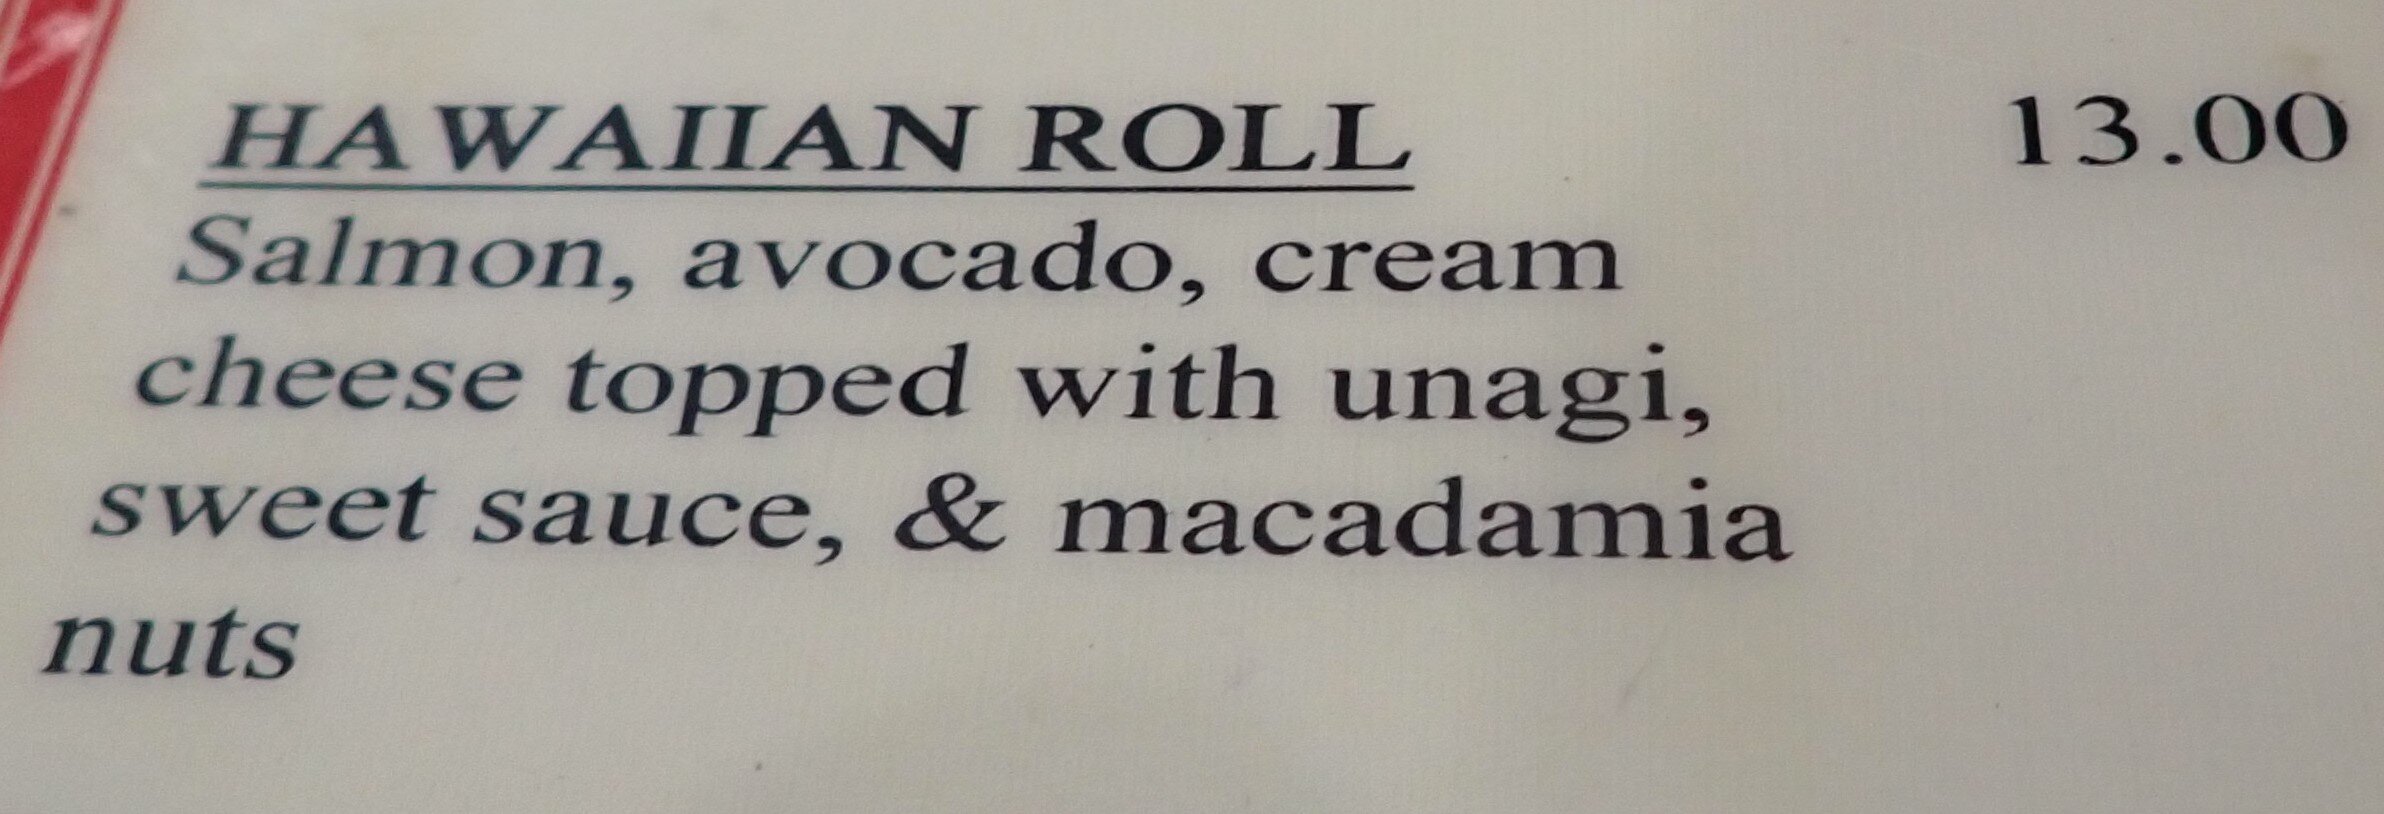 HAWAIIAN ROLL 13.00
Salmon, avocado, cream
cheese topped with unagi,
sweet sauce, & macadamia
nuts